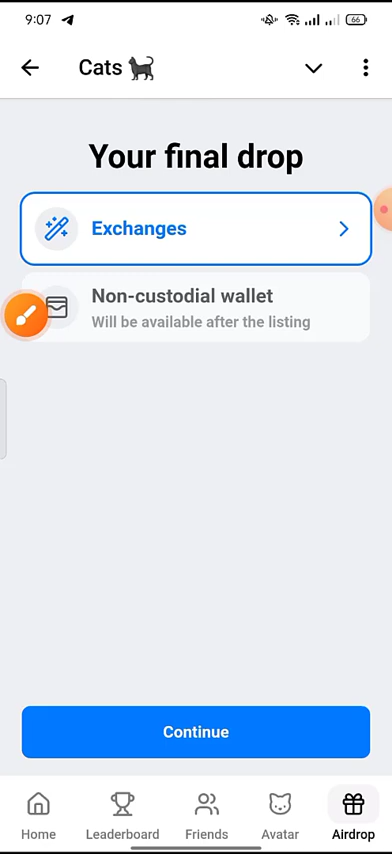 9:07
66
Cats
Your final drop
Exchanges
Non-custodial wallet
Will be available after the listing
Continue
Home
Leaderboard
Friends
Avatar
Airdrop